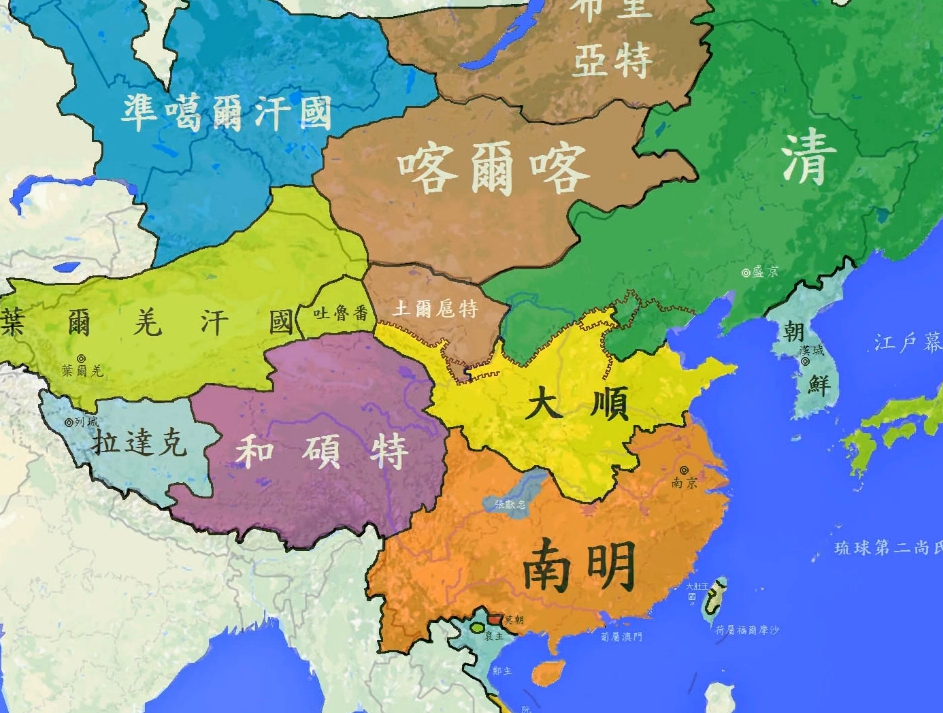 布里
亞特
準噶爾汗國
喀爾喀
清
盛京
葉爾羌汗國
吐魯番
土爾扈特
朝
漢城
鮮
江戶幕
葉爾羌
列城
拉達克
和碩特
大順
南京
張獻忠
琉球第二尚氏
南明
大肚王
國
荷屬福爾摩沙
莫朝
裒主
葡屬澳門
鄭主
阮